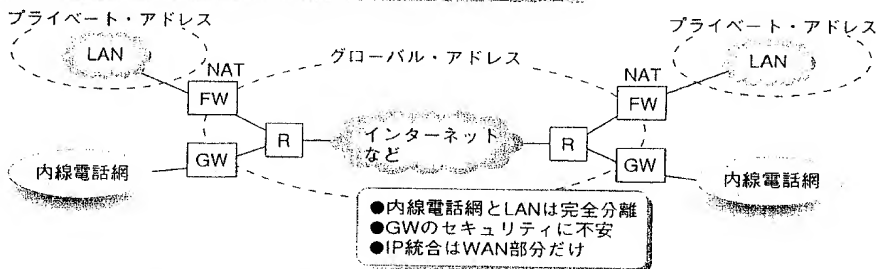 プライベート・アドレス
プライベート・アドレス
LAN
グローバル・アドレス
LAN
NAT
NAT
FW
FW
R
インターネット
など
R
GW
GW
内線電話網
内線電話網
●内線電話網とLANは完全分離
●GWのセキュリティに不安
●IP統合はWAN部分だけ